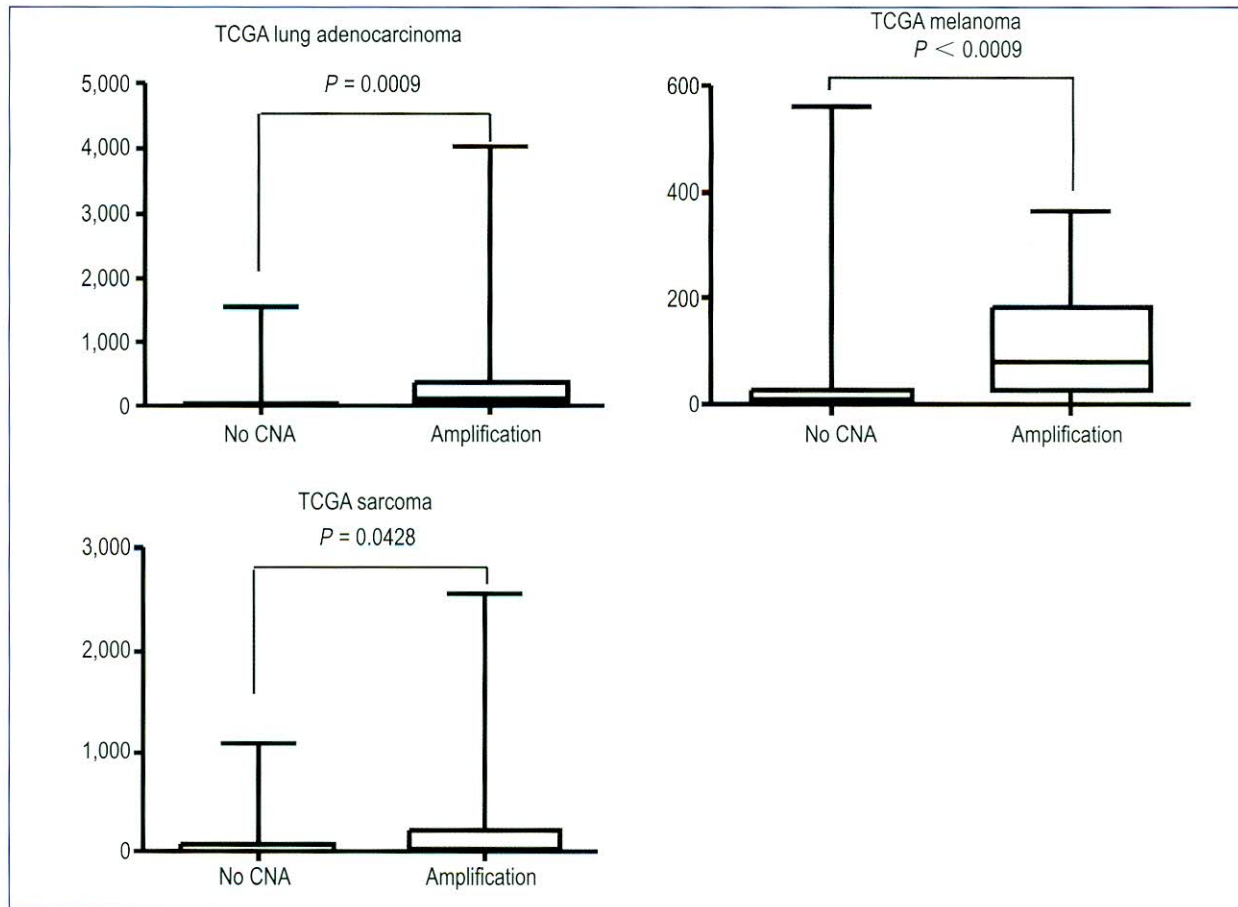 TCGA lung adenocarcinoma
P = 0.0009
5,000
4,000
3,000
2,000
1,000
0
No CNA Amplification
TCGA melanoma
P < 0.0009
600
400
200
0
No CNA Amplification
TCGA sarcoma
P = 0.0428
3,000
2,000
1,000
0
No CNA Amplification